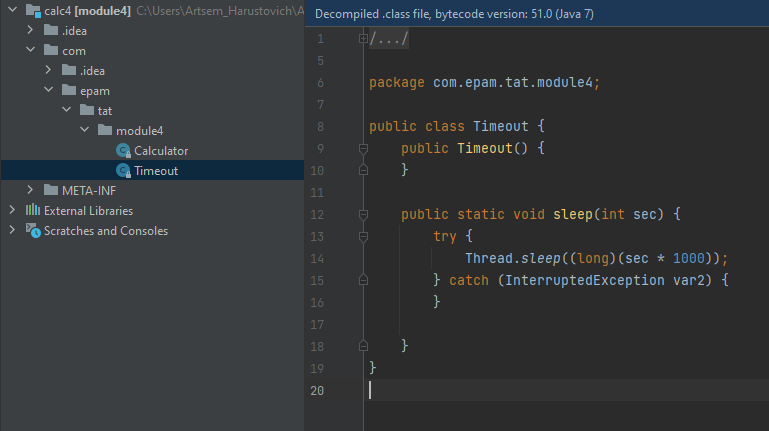 calc4 [module4] C:\Users\Artsem_Harustovich\A
.idea
com
.idea
epam
tat
module4
Calculator
Timeout
META-INF
External Libraries
Scratches and Consoles
Decompiled .class file, bytecode version: 51.0 (Java 7)
1 /.../
5
6 package com.epam.tat.module4;
7
8 public class Timeout {
9 public Timeout() {
10 }
11
12 public static void sleep(int sec) {
13 try {
14 Thread.sleep((long)(sec * 1000));
15 } catch (InterruptedException var2) {
16 }
17
18 }
19 }
20